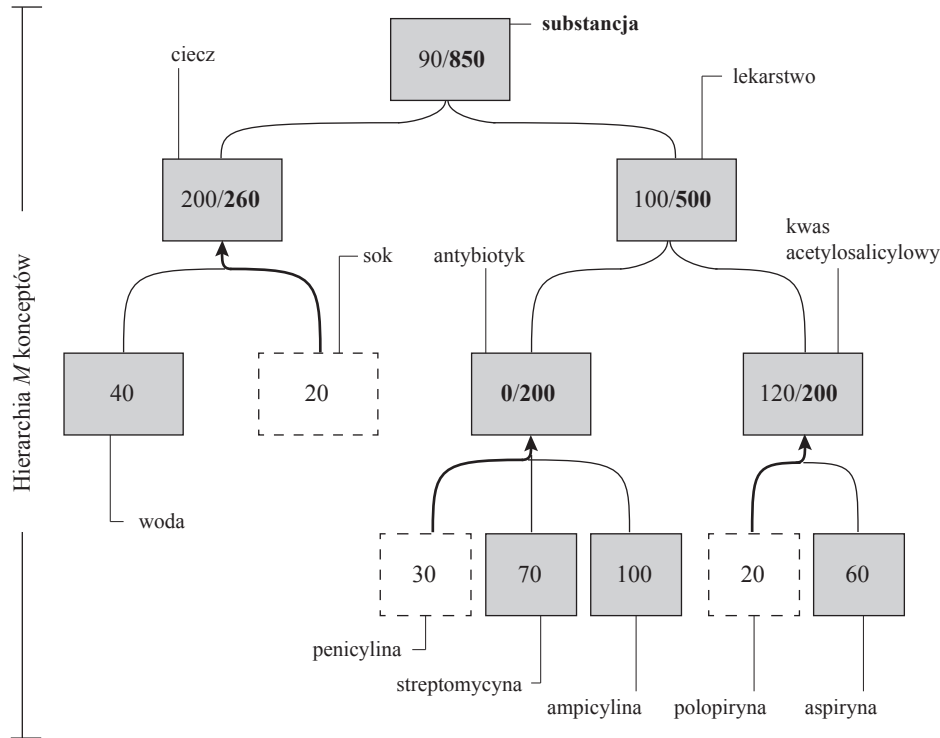 substancja
90/850
ciecz
lekarstwo
200/260
100/500
sok
antybiotyk
kwas
acetylosalicylowy
40
20
0/200
120/200
woda
30
70
100
20
60
penicylina
streptomycyna
ampicylina
polopiryna
aspiryna
Hierarchia M konceptów